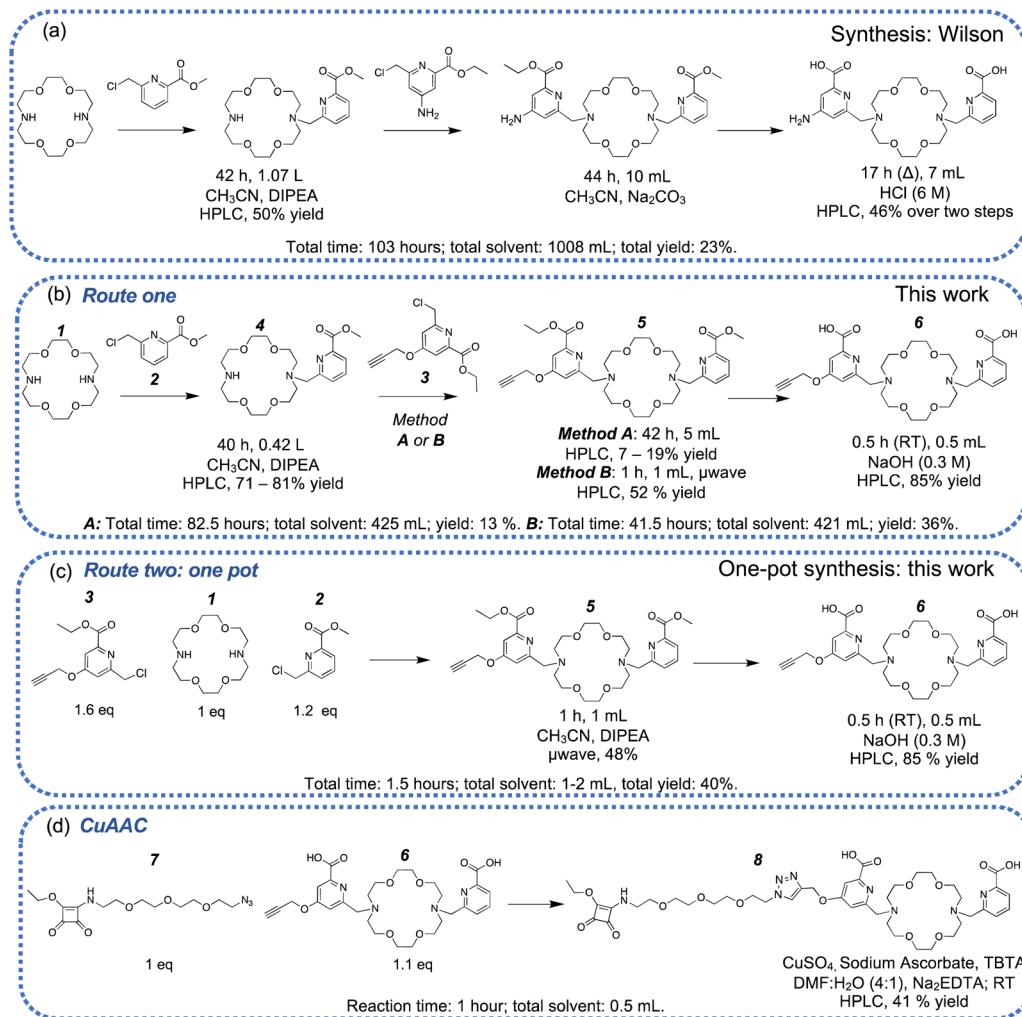 (a)
Synthesis: Wilson
42 h, 1.07 L
CH₃CN, DIPEA
HPLC, 50% yield
44 h, 10 mL
CH₃CN, Na₂CO₃
17 h (Δ), 7 mL
HCl (6 M)
HPLC, 46% over two steps
Total time: 103 hours; total solvent: 1008 mL; total yield: 23%.
(b) Route one
This work
1
2
4
3
Method
A or B
5
6
40 h, 0.42 L
CH₃CN, DIPEA
HPLC, 71 – 81% yield
Method A: 42 h, 5 mL
HPLC, 7 – 19% yield
Method B: 1 h, 1 mL, μwave
HPLC, 52 % yield
0.5 h (RT), 0.5 mL
NaOH (0.3 M)
HPLC, 85% yield
A: Total time: 82.5 hours; total solvent: 425 mL; yield: 13 %. B: Total time: 41.5 hours; total solvent: 421 mL; yield: 36%.
(c) Route two: one pot
One-pot synthesis: this work
3
1
2
5
6
1.6 eq
1 eq
1.2 eq
1 h, 1 mL
CH₃CN, DIPEA
μwave, 48%
0.5 h (RT), 0.5 mL
NaOH (0.3 M)
HPLC, 85 % yield
Total time: 1.5 hours; total solvent: 1-2 mL, total yield: 40%.
(d) CuAAC
7
6
8
1 eq
1.1 eq
CuSO₄, Sodium Ascorbate, TBTA
DMF:H₂O (4:1), Na₂EDTA; RT
HPLC, 41 % yield
Reaction time: 1 hour; total solvent: 0.5 mL.